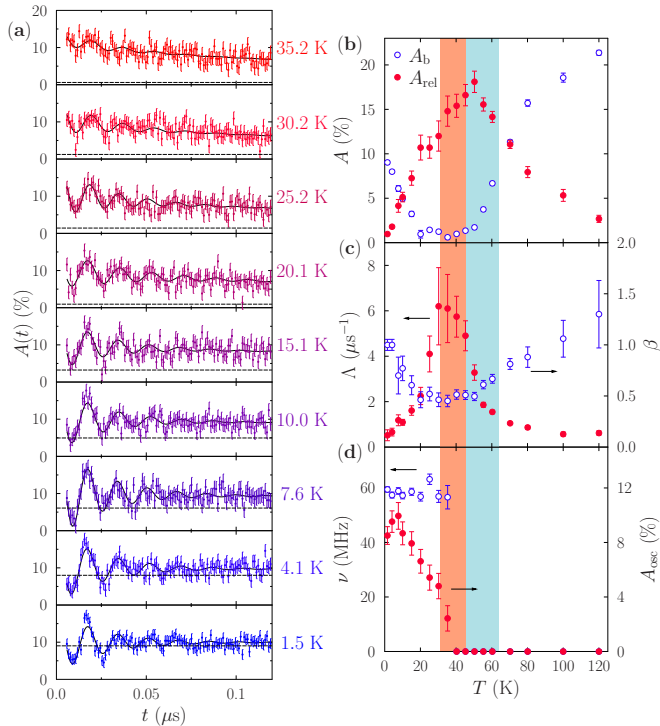 (a)
20
10
0
35.2 K
10
0
30.2 K
10
0
25.2 K
10
0
20.1 K
10
0
15.1 K
10
0
10.0 K
10
0
7.6 K
10
0
4.1 K
10
0
1.5 K
0.0
0.05
0.1
A(t) (%)
t (μs)
(b)
A_b
A_rel
20
15
10
5
0
A (%)
(c)
8
6
4
2
0
Λ (μs⁻¹)
2.0
1.5
1.0
0.5
0.0
β
(d)
60
40
20
0
ν (MHz)
12
8
4
0
A_osc (%)
0
20
40
60
80
100
120
T (K)